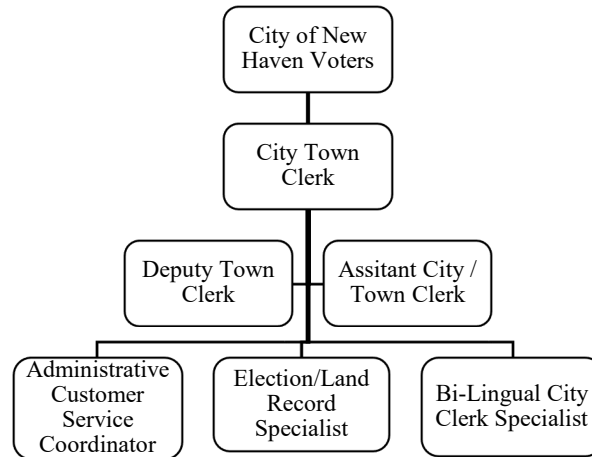 City of New
Haven Voters
City Town
Clerk
Deputy Town
Clerk
Assitant City /
Town Clerk
Administrative
Customer
Service
Coordinator
Election/Land
Record
Specialist
Bi-Lingual City
Clerk Specialist